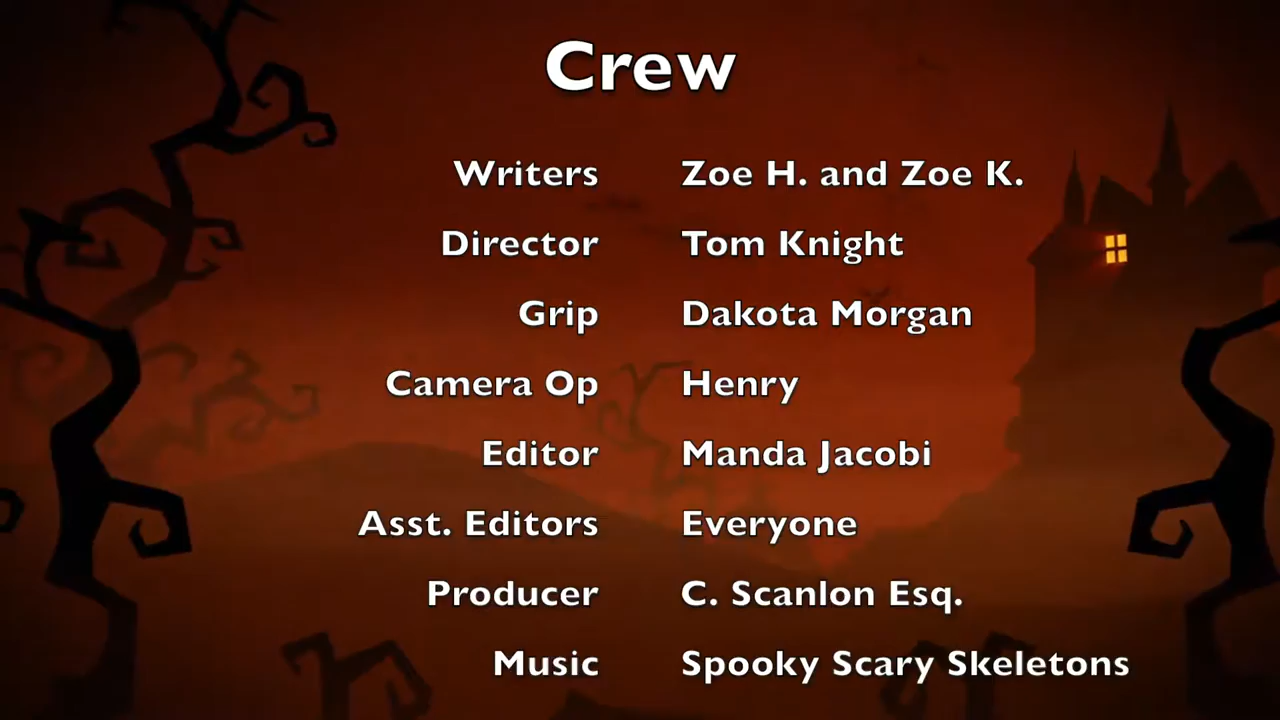 Crew
Writers Zoe H. and Zoe K.
Director Tom Knight
Grip Dakota Morgan
Camera Op Henry
Editor Manda Jacobi
Asst. Editors Everyone
Producer C. Scanlon Esq.
Music Spooky Scary Skeletons